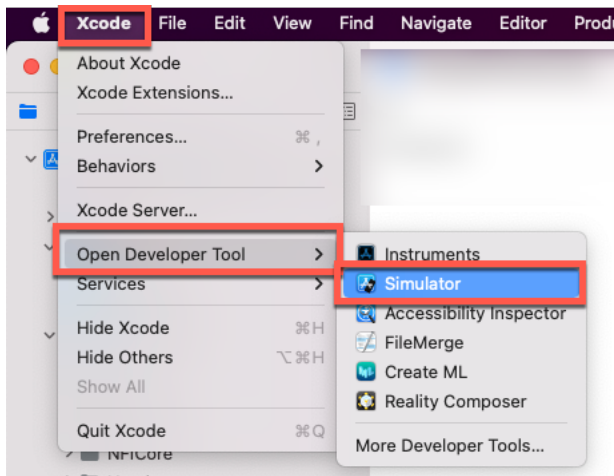 Xcode File Edit View Find Navigate Editor Produ
About Xcode
Xcode Extensions...
Preferences... ⌘ ,
Behaviors
Xcode Server...
Open Developer Tool
Services
Hide Xcode ⌘H
Hide Others ⌥⌘H
Show All
Quit Xcode ⌘Q
Instruments
Simulator
Accessibility Inspector
FileMerge
Create ML
Reality Composer
More Developer Tools...